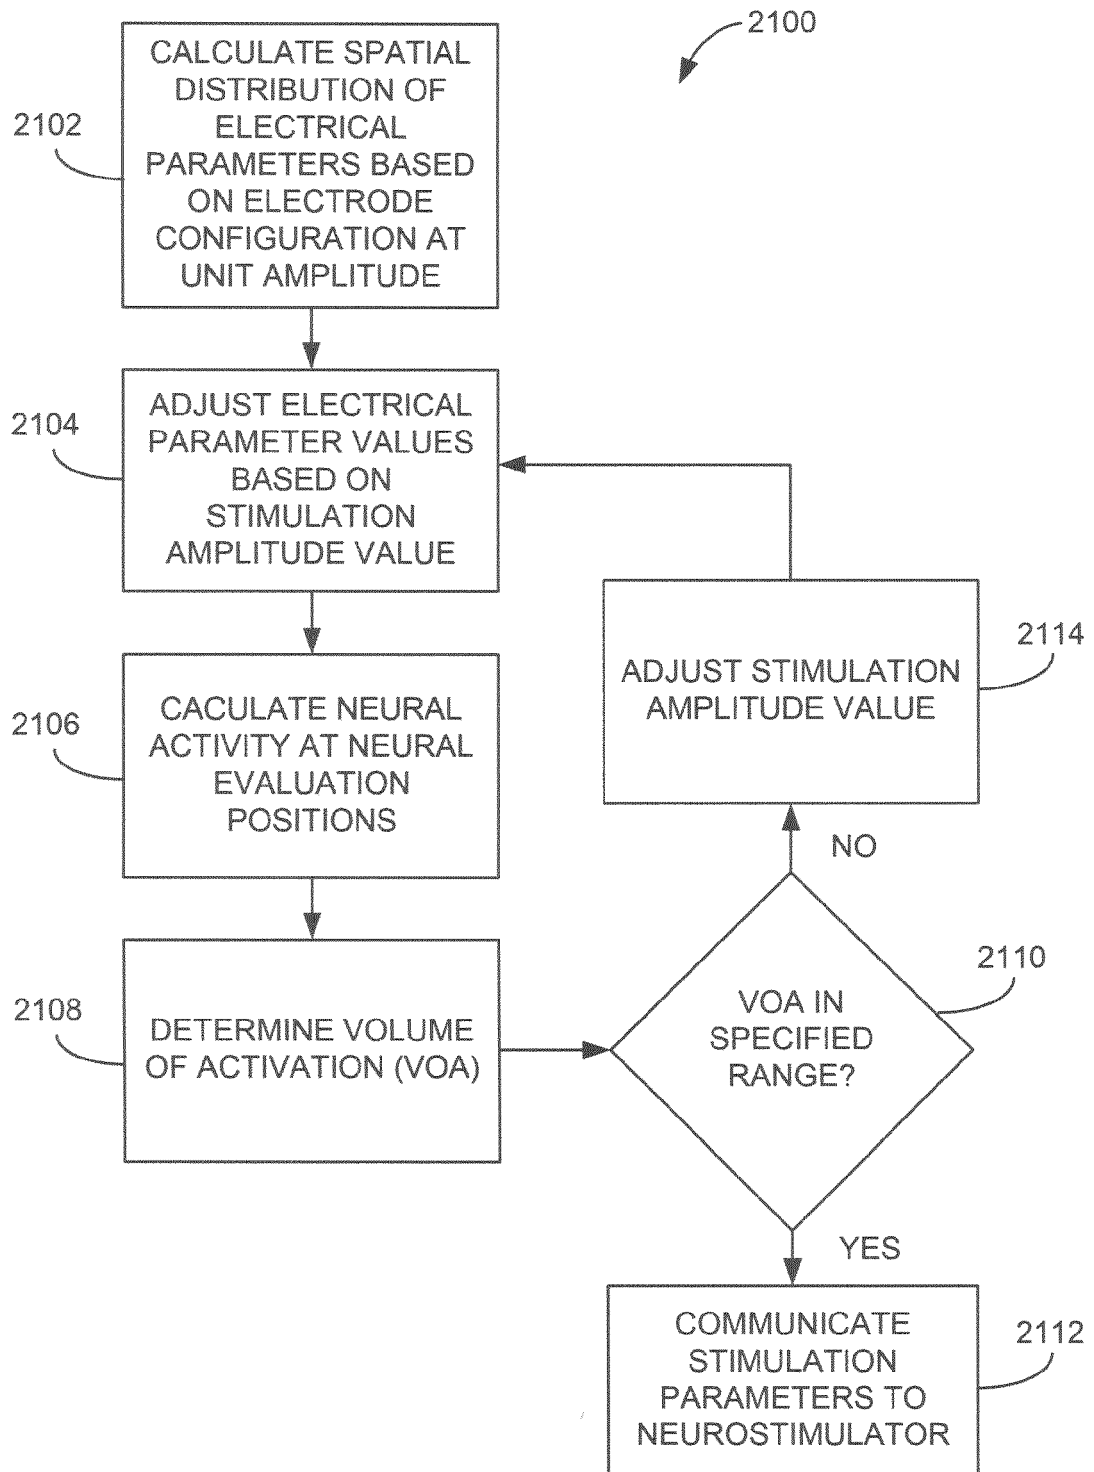 2100
CALCULATE SPATIAL
DISTRIBUTION OF
ELECTRICAL
PARAMETERS BASED
ON ELECTRODE
CONFIGURATION AT
UNIT AMPLITUDE
2102
ADJUST ELECTRICAL
PARAMETER VALUES
BASED ON
STIMULATION
AMPLITUDE VALUE
2104
CACULATE NEURAL
ACTIVITY AT NEURAL
EVALUATION
POSITIONS
2106
DETERMINE VOLUME
OF ACTIVATION (VOA)
2108
VOA IN
SPECIFIED
RANGE?
2110
NO
ADJUST STIMULATION
AMPLITUDE VALUE
2114
YES
COMMUNICATE
STIMULATION
PARAMETERS TO
NEUROSTIMULATOR
2112